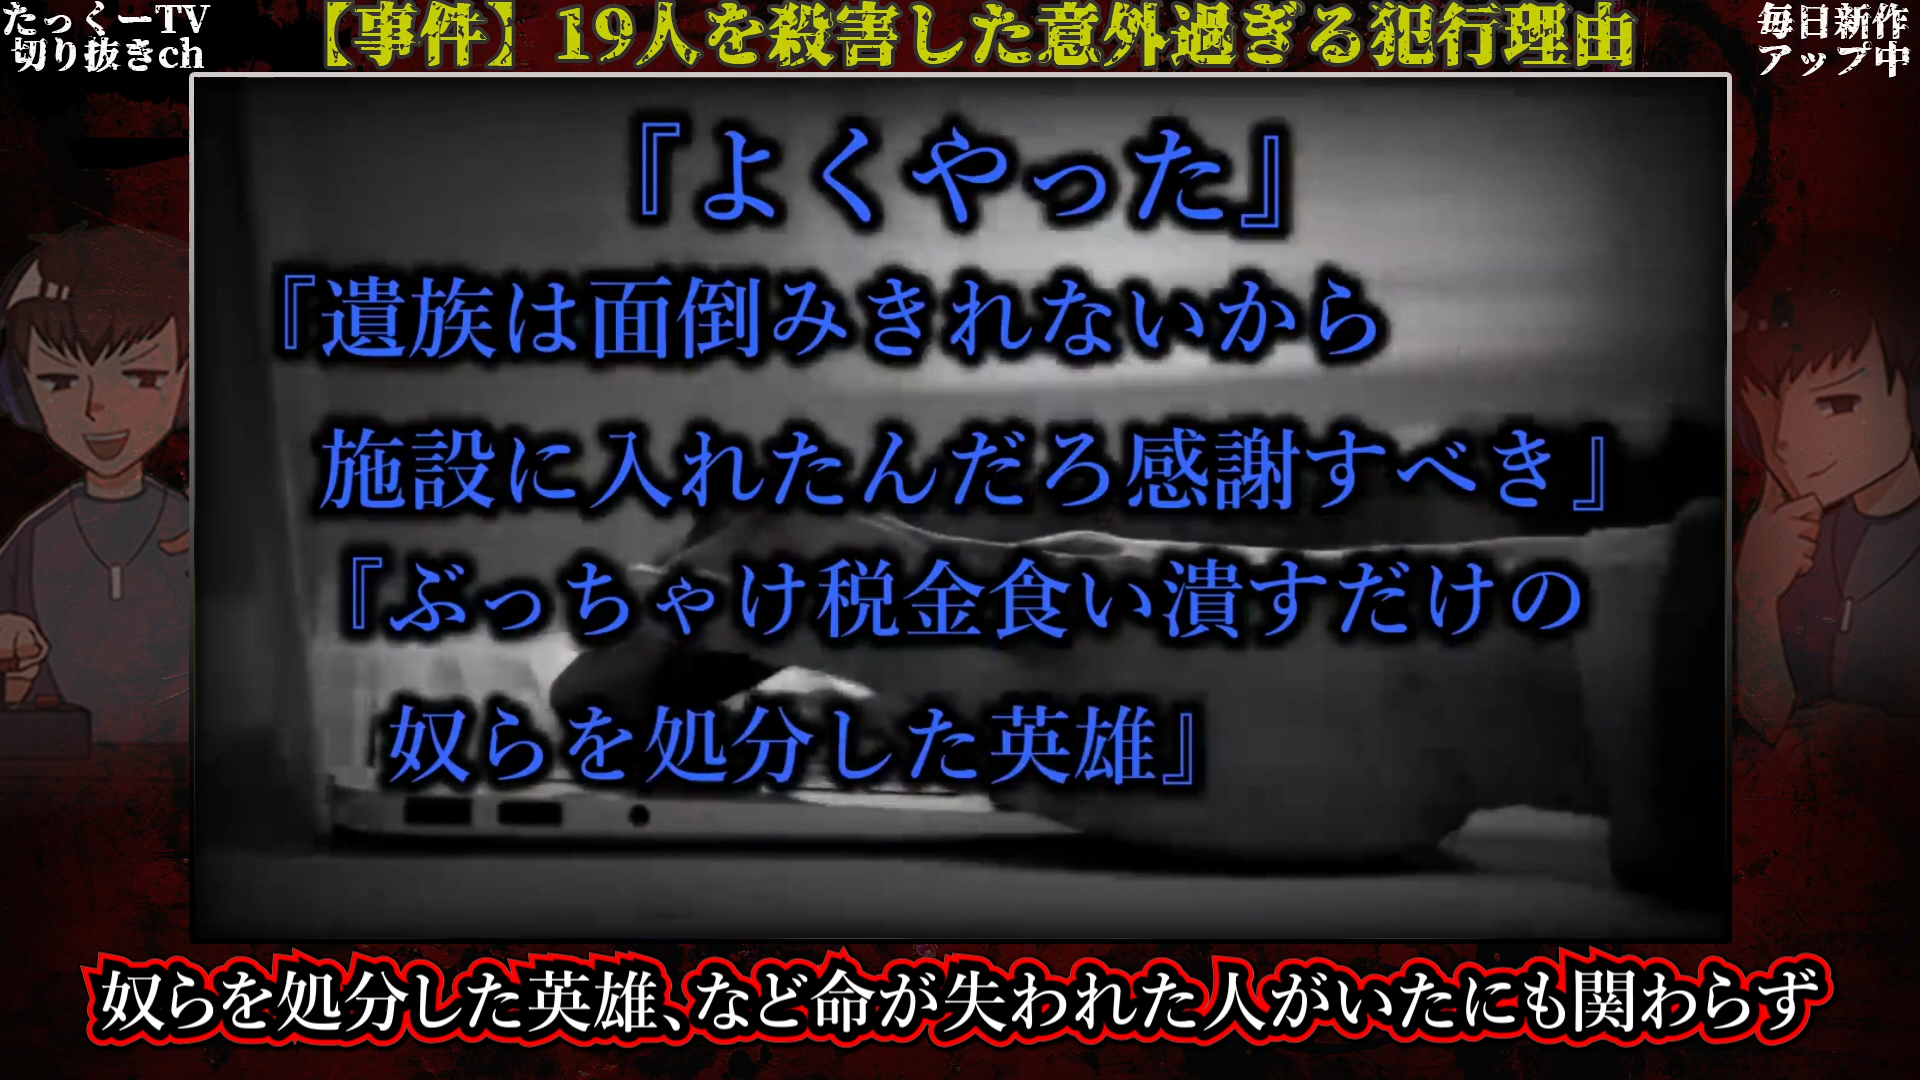 たっくーTV
切り抜きch
【事件】19人を殺害した意外過ぎる犯行理由
毎日新作
アップ中
『よくやった』
『遺族は面倒みきれないから
施設に入れたんだろ感謝すべき』
『ぶっちゃけ税金食い潰すだけの
奴らを処分した英雄』
奴らを処分した英雄、など命が失われた人がいたにも関わらず